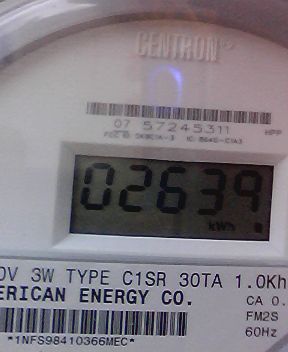 CENTRON
07 57245311 HPP
02639
kWh
0V 3W TYPE C1SR 30TA 1.0Kh
ERICAN ENERGY CO. CA 0.
FM2S
60Hz
*1NFS98410366MEC*